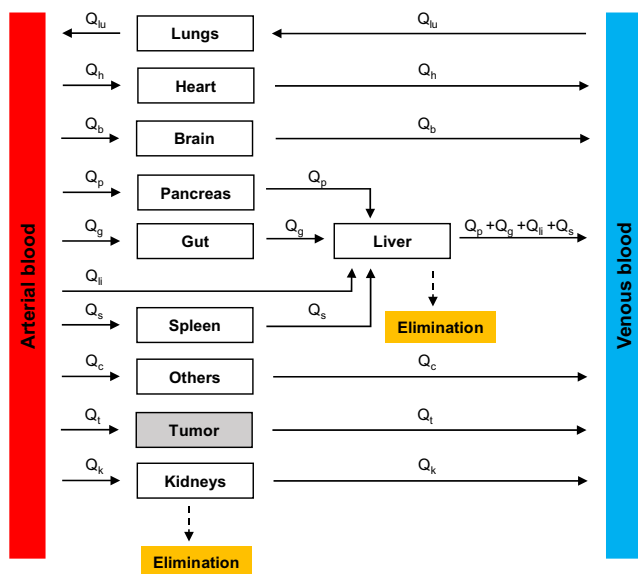 Arterial blood
Venous blood
Q_lu Lungs Q_lu
Q_h Heart Q_h
Q_b Brain Q_b
Q_p Pancreas Q_p
Q_g Gut Q_g Liver Q_p +Q_g +Q_li +Q_s
Q_li
Q_s Spleen Q_s Elimination
Q_c Others Q_c
Q_t Tumor Q_t
Q_k Kidneys Q_k
Elimination